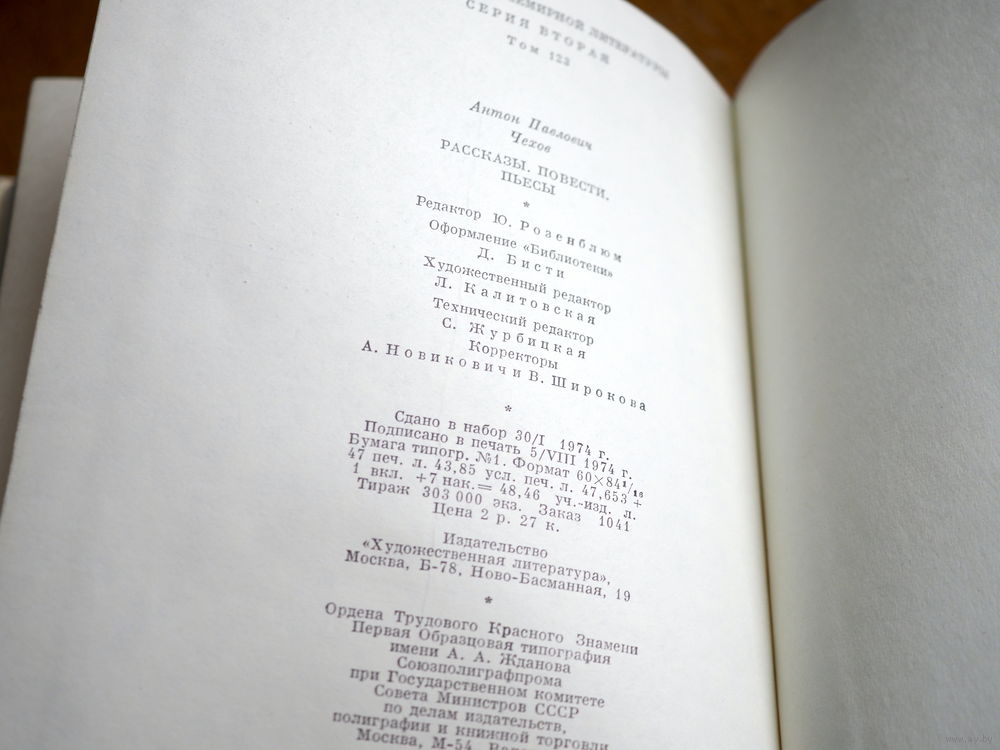 ЕМИРНОЙ ЛИТЕРАТУРЫ
СЕРИЯ ВТОРАЯ
Том 123
Антон Павлович
Чехов
РАССКАЗЫ. ПОВЕСТИ.
ПЬЕСЫ
*
Редактор Ю. Розенблюм
Оформление «Библиотеки»
Д. Бисти
Художественный редактор
Л. Калитовская
Технический редактор
С. Журбицкая
Корректоры
А. Новикович и В. Широкова
*
Сдано в набор 30/I 1974 г.
Подписано в печать 5/VIII 1974 г.
Бумага типогр. №1. Формат 60×84¹/₁₆
47 печ. л. 43,85 усл. печ. л. 47,653 +
1 вкл. +7 нак.= 48,46 уч.-изд. л.
Тираж 303 000 экз. Заказ 1041
Цена 2 р. 27 к.
Издательство
«Художественная литература»,
Москва, Б-78, Ново-Басманная, 19
*
Ордена Трудового Красного Знамени
Первая Образцовая типография
имени А. А. Жданова
Союзполиграфпрома
при Государственном комитете
Совета Министров СССР
по делам издательств,
полиграфии и книжной торговли
Москва, М-54,
www.ay.by